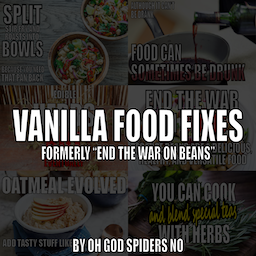 SPLIT
BOWLS
FOOD CAN
SOMETIMES BE DRUNK
END THE WAR
VANILLA FOOD FIXES
FORMERLY "END THE WAR ON BEANS"
OATMEAL EVOLVED
ADD TASTY STUFF LIKE
YOU CAN COOK
and blend special teas
WITH HERBS
BY OH GOD SPIDERS NO